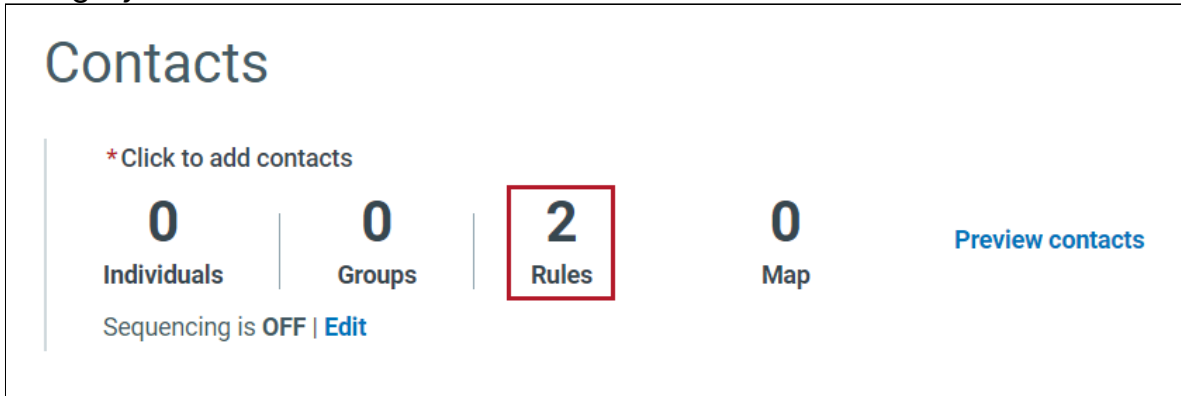 Contacts
*Click to add contacts
0 0 2 0
Individuals Groups Rules Map
Preview contacts
Sequencing is OFF | Edit